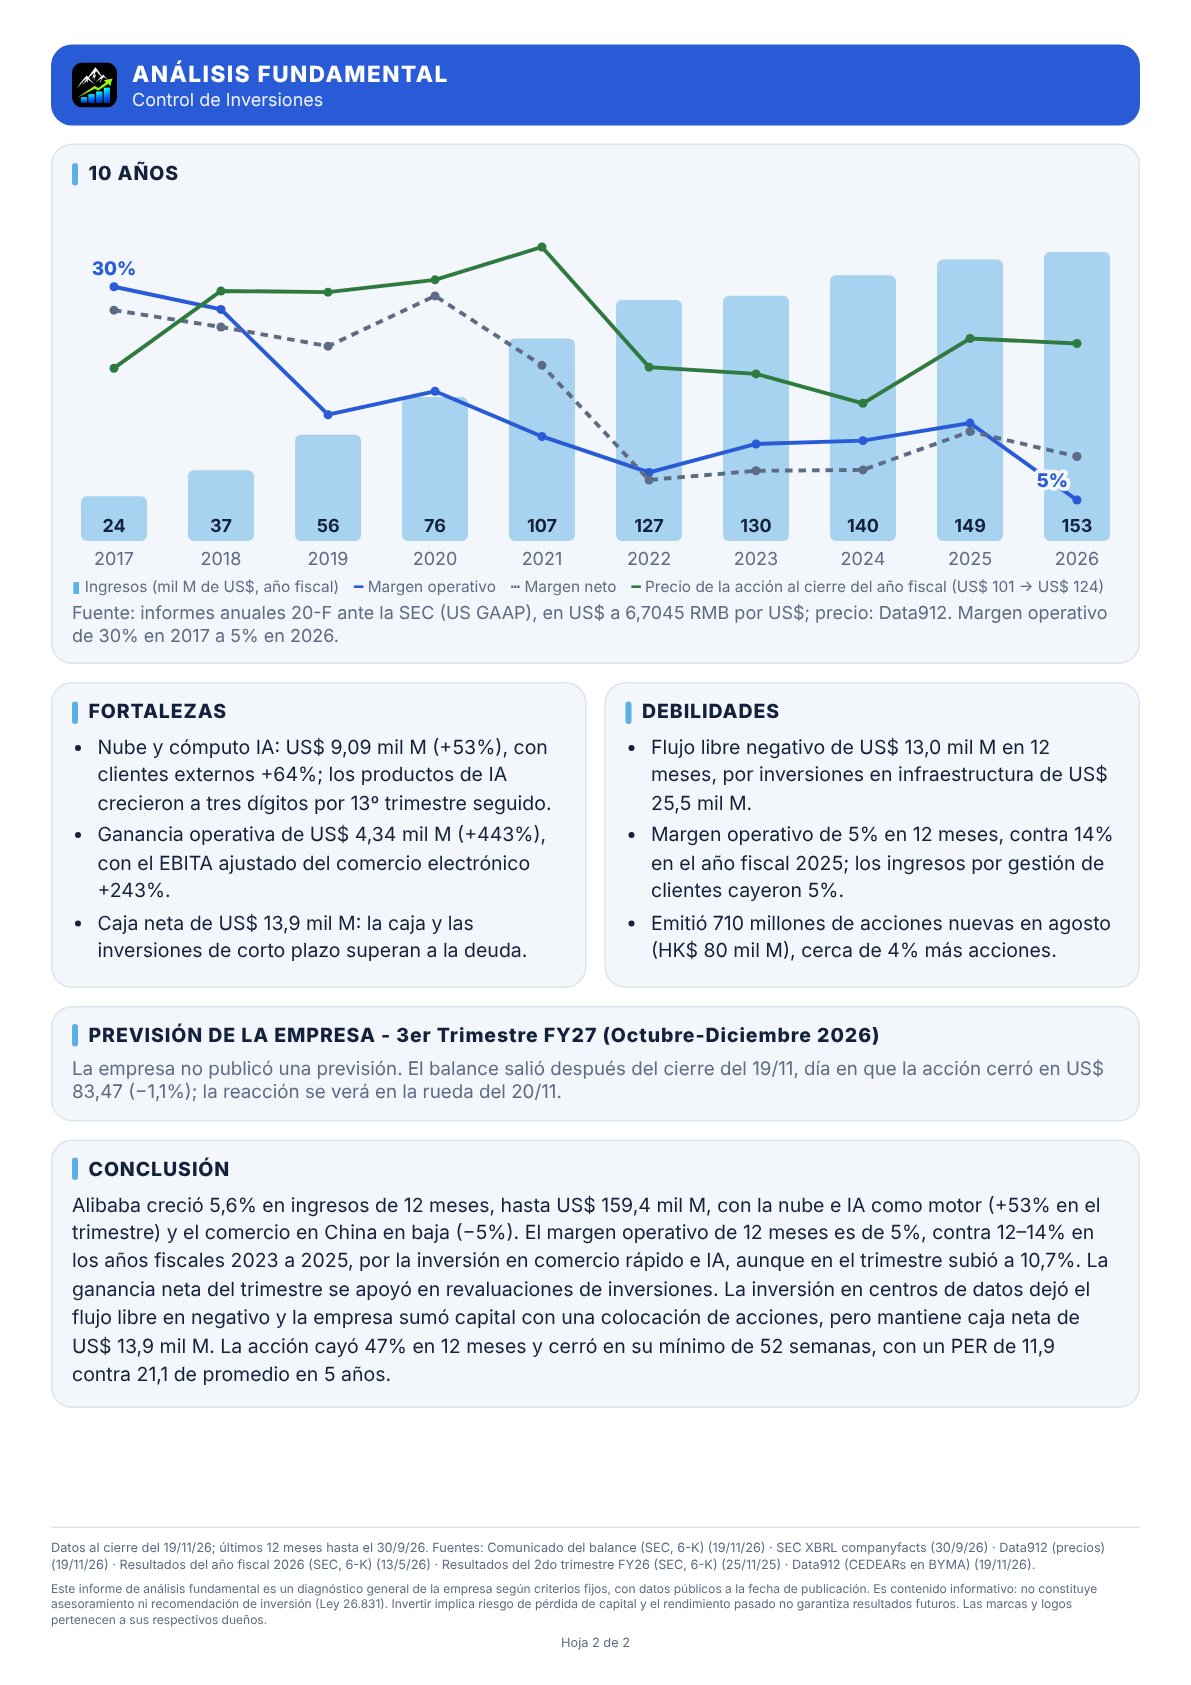 ANÁLISIS FUNDAMENTAL
Control de Inversiones
10 AÑOS
30%
5%
24 37 56 76 107 127 130 140 149 153
2017 2018 2019 2020 2021 2022 2023 2024 2025 2026
Ingresos (mil M de US$, año fiscal) Margen operativo Margen neto Precio de la acción al cierre del año fiscal (US$ 101 → US$ 124)
Fuente: informes anuales 20-F ante la SEC (US GAAP), en US$ a 6,7045 RMB por US$; precio: Data912. Margen operativo
de 30% en 2017 a 5% en 2026.
FORTALEZAS
• Nube y cómputo IA: US$ 9,09 mil M (+53%), con
clientes externos +64%; los productos de IA
crecieron a tres dígitos por 13º trimestre seguido.
• Ganancia operativa de US$ 4,34 mil M (+443%),
con el EBITA ajustado del comercio electrónico
+243%.
• Caja neta de US$ 13,9 mil M: la caja y las
inversiones de corto plazo superan a la deuda.
DEBILIDADES
• Flujo libre negativo de US$ 13,0 mil M en 12
meses, por inversiones en infraestructura de US$
25,5 mil M.
• Margen operativo de 5% en 12 meses, contra 14%
en el año fiscal 2025; los ingresos por gestión de
clientes cayeron 5%.
• Emitió 710 millones de acciones nuevas en agosto
(HK$ 80 mil M), cerca de 4% más acciones.
PREVISIÓN DE LA EMPRESA - 3er Trimestre FY27 (Octubre-Diciembre 2026)
La empresa no publicó una previsión. El balance salió después del cierre del 19/11, día en que la acción cerró en US$
83,47 (−1,1%); la reacción se verá en la rueda del 20/11.
CONCLUSIÓN
Alibaba creció 5,6% en ingresos de 12 meses, hasta US$ 159,4 mil M, con la nube e IA como motor (+53% en el
trimestre) y el comercio en China en baja (−5%). El margen operativo de 12 meses es de 5%, contra 12–14% en
los años fiscales 2023 a 2025, por la inversión en comercio rápido e IA, aunque en el trimestre subió a 10,7%. La
ganancia neta del trimestre se apoyó en revaluaciones de inversiones. La inversión en centros de datos dejó el
flujo libre en negativo y la empresa sumó capital con una colocación de acciones, pero mantiene caja neta de
US$ 13,9 mil M. La acción cayó 47% en 12 meses y cerró en su mínimo de 52 semanas, con un PER de 11,9
contra 21,1 de promedio en 5 años.
Datos al cierre del 19/11/26; últimos 12 meses hasta el 30/9/26. Fuentes: Comunicado del balance (SEC, 6-K) (19/11/26) · SEC XBRL companyfacts (30/9/26) · Data912 (precios)
(19/11/26) · Resultados del año fiscal 2026 (SEC, 6-K) (13/5/26) · Resultados del 2do trimestre FY26 (SEC, 6-K) (25/11/25) · Data912 (CEDEARs en BYMA) (19/11/26).
Este informe de análisis fundamental es un diagnóstico general de la empresa según criterios fijos, con datos públicos a la fecha de publicación. Es contenido informativo: no constituye
asesoramiento ni recomendación de inversión (Ley 26.831). Invertir implica riesgo de pérdida de capital y el rendimiento pasado no garantiza resultados futuros. Las marcas y logos
pertenecen a sus respectivos dueños.
Hoja 2 de 2